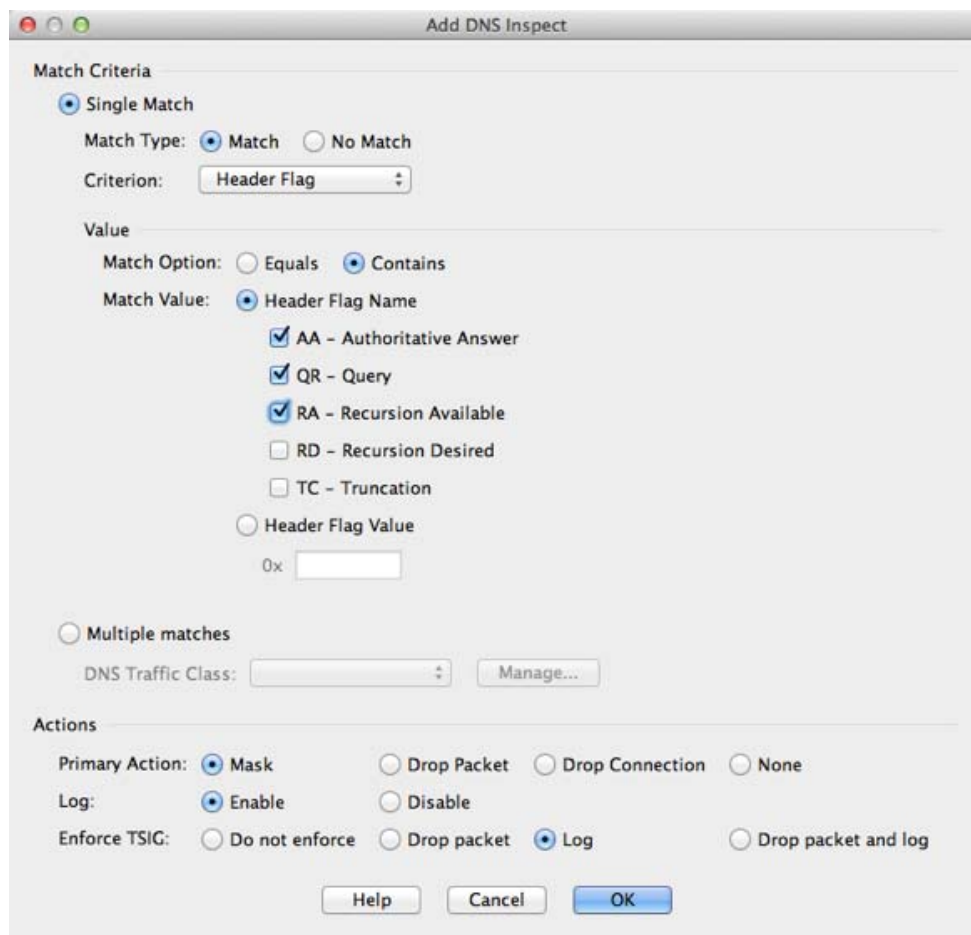 Add DNS Inspect
Match Criteria
Single Match
Match Type: Match No Match
Criterion: Header Flag
Value
Match Option: Equals Contains
Match Value: Header Flag Name
AA – Authoritative Answer
QR – Query
RA – Recursion Available
RD – Recursion Desired
TC – Truncation
Header Flag Value
0x
Multiple matches
DNS Traffic Class: Manage...
Actions
Primary Action: Mask Drop Packet Drop Connection None
Log: Enable Disable
Enforce TSIG: Do not enforce Drop packet Log Drop packet and log
Help Cancel OK